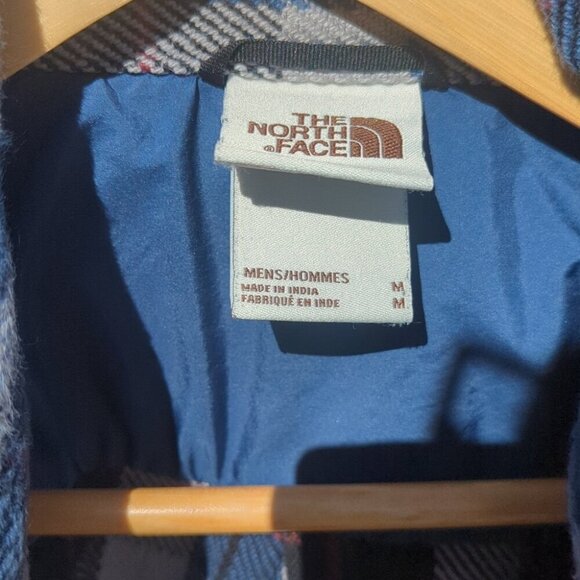 THE
NORTH
®FACE
MENS/HOMMES M
MADE IN INDIA M
FABRIQUÉ EN INDE